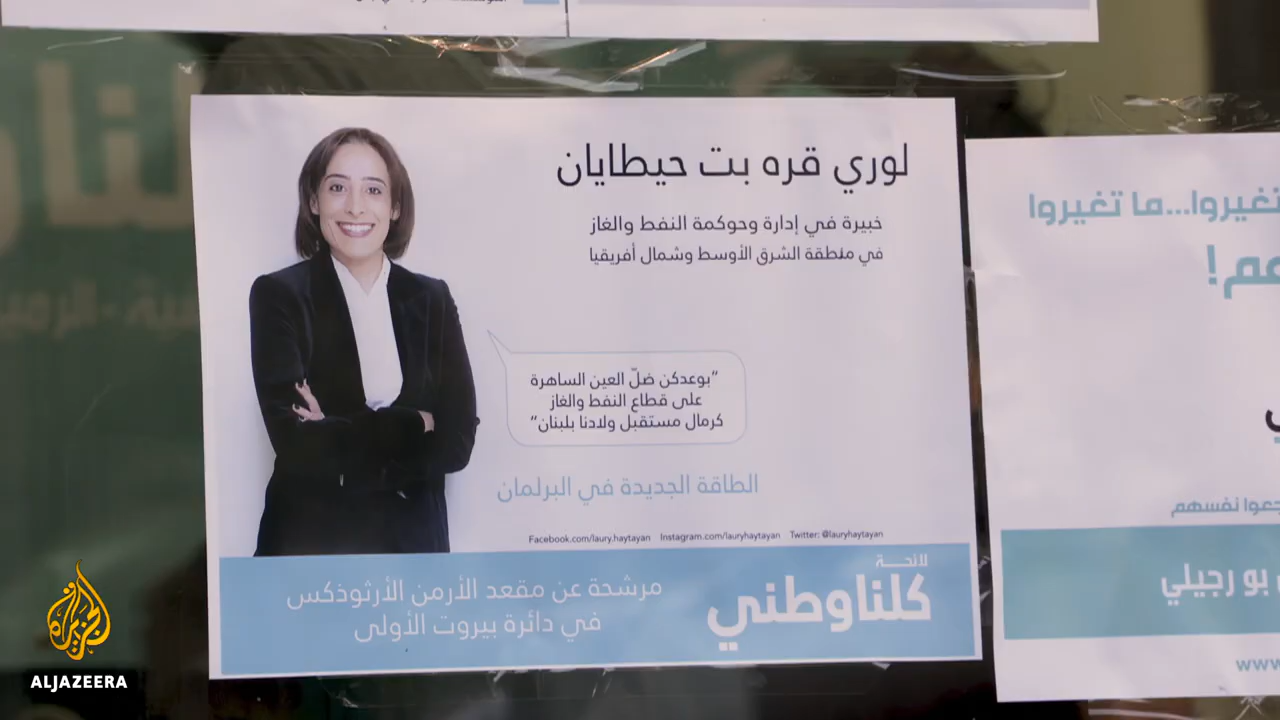 لوري قره بت حيطايان
خبيرة في إدارة وحوكمة النفط والغاز
في منطقة الشرق الأوسط وشمال أفريقيا
"بوعدكن ضلّ العين الساهرة
على قطاع النفط والغاز
كرمال مستقبل ولادنا بلبنان"
الطاقة الجديدة في البرلمان
Facebook.com/laury.haytayan Instagram.com/lauryhaytayan Twitter: @lauryhaytayan
لائحة
كلناوطني
مرشحة عن مقعد الأرمن الأرثوذكس
في دائرة بيروت الأولى
تغيروا...ما تغيروا
بو رجيلي
www
الجزيرة
ALJAZEERA